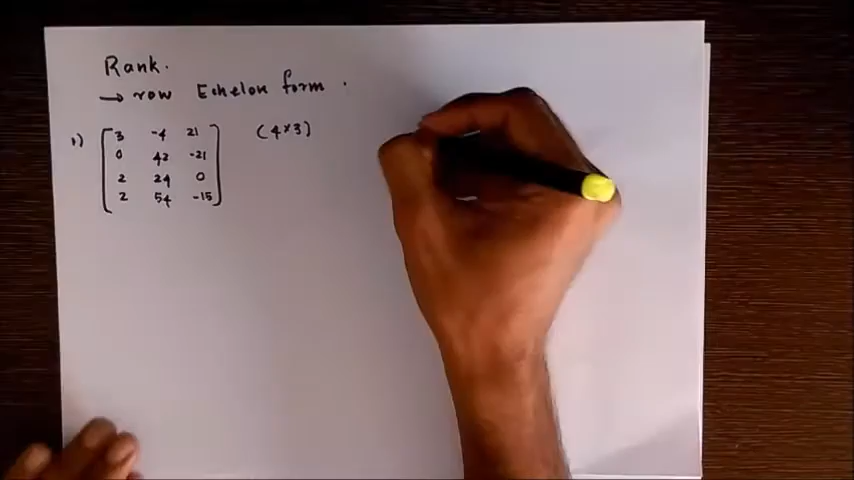 Rank.
→ row Echelon form .
1) [ 3 -4 21 ] (4×3)
0 42 -21
2 24 0
2 54 -15